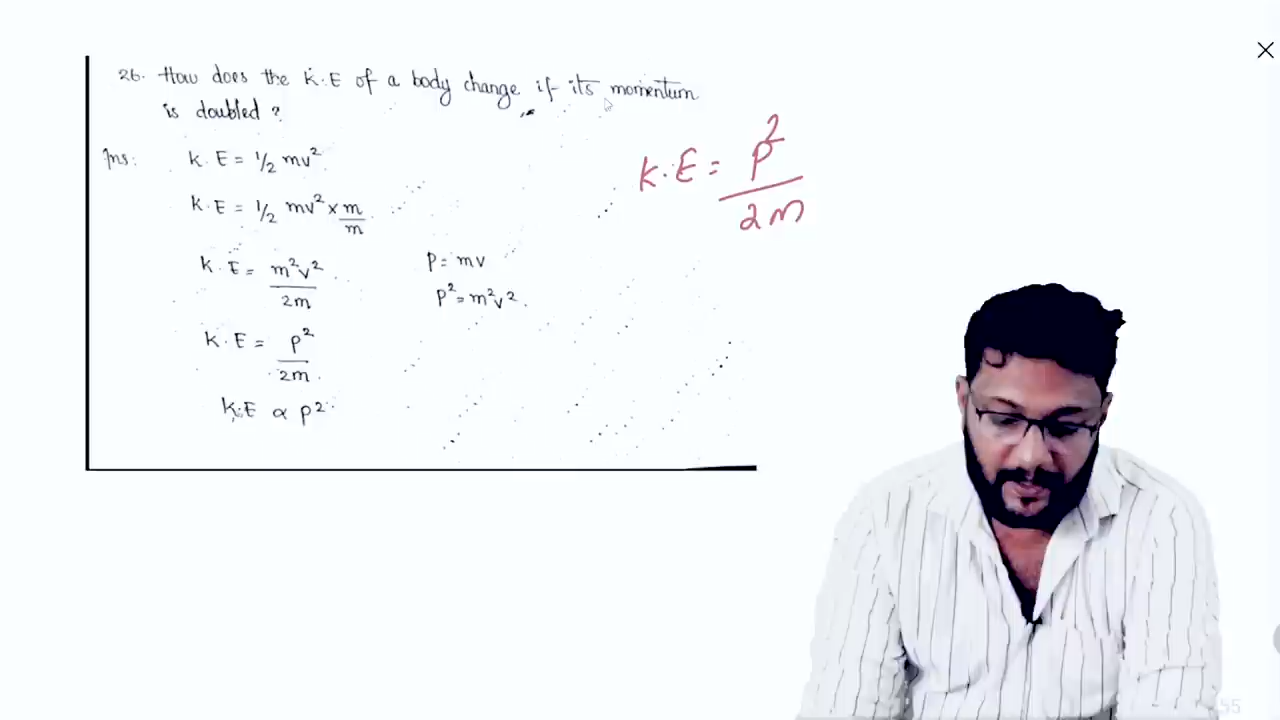 26. How does the K.E of a body change if its momentum
is doubled ?
Ans: K.E = 1/2 mv²
K.E = 1/2 mv² × m/m
K.E = m²v²/2m
P = mv
P² = m²v².
K.E = P²/2m.
K.E ∝ P²
K.E = P²/2m
55